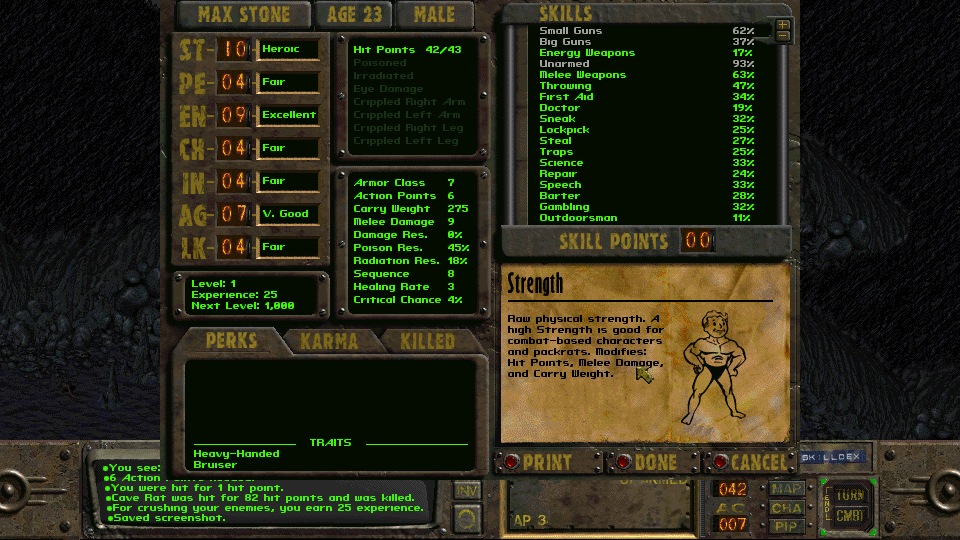 MAX STONE
AGE 23
MALE
ST 10 Heroic
PE 04 Fair
EN 09 Excellent
CH 04 Fair
IN 04 Fair
AG 07 V. Good
LK 04 Fair
Level: 1
Experience: 25
Next Level: 1,000
Hit Points 42/43
Poisoned
Irradiated
Eye Damage
Crippled Right Arm
Crippled Left Arm
Crippled Right Leg
Crippled Left Leg
Armor Class 7
Action Points 6
Carry Weight 275
Melee Damage 9
Damage Res. 0%
Poison Res. 45%
Radiation Res. 18%
Sequence 8
Healing Rate 3
Critical Chance 4%
SKILLS
Small Guns 62%
Big Guns 37%
Energy Weapons 17%
Unarmed 93%
Melee Weapons 63%
Throwing 47%
First Aid 34%
Doctor 19%
Sneak 32%
Lockpick 25%
Steal 27%
Traps 25%
Science 33%
Repair 24%
Speech 33%
Barter 28%
Gambling 32%
Outdoorsman 11%
SKILL POINTS 00
PERKS
KARMA
KILLED
TRAITS
Heavy-Handed
Bruiser
Strength
Raw physical strength. A
high Strength is good for
combat-based characters
and packrats. Modifies:
Hit Points, Melee Damage,
and Carry Weight.
PRINT
DONE
CANCEL
•You see:
•6 Action
•You were hit for 1 hit point.
•Cave Rat was hit for 82 hit points and was killed.
•For crushing your enemies, you earn 25 experience.
•Saved screenshot.
INV
AP 3
SKILLDEX
042
AC
007
MAP
CHA
PIP
TURN
CMBT